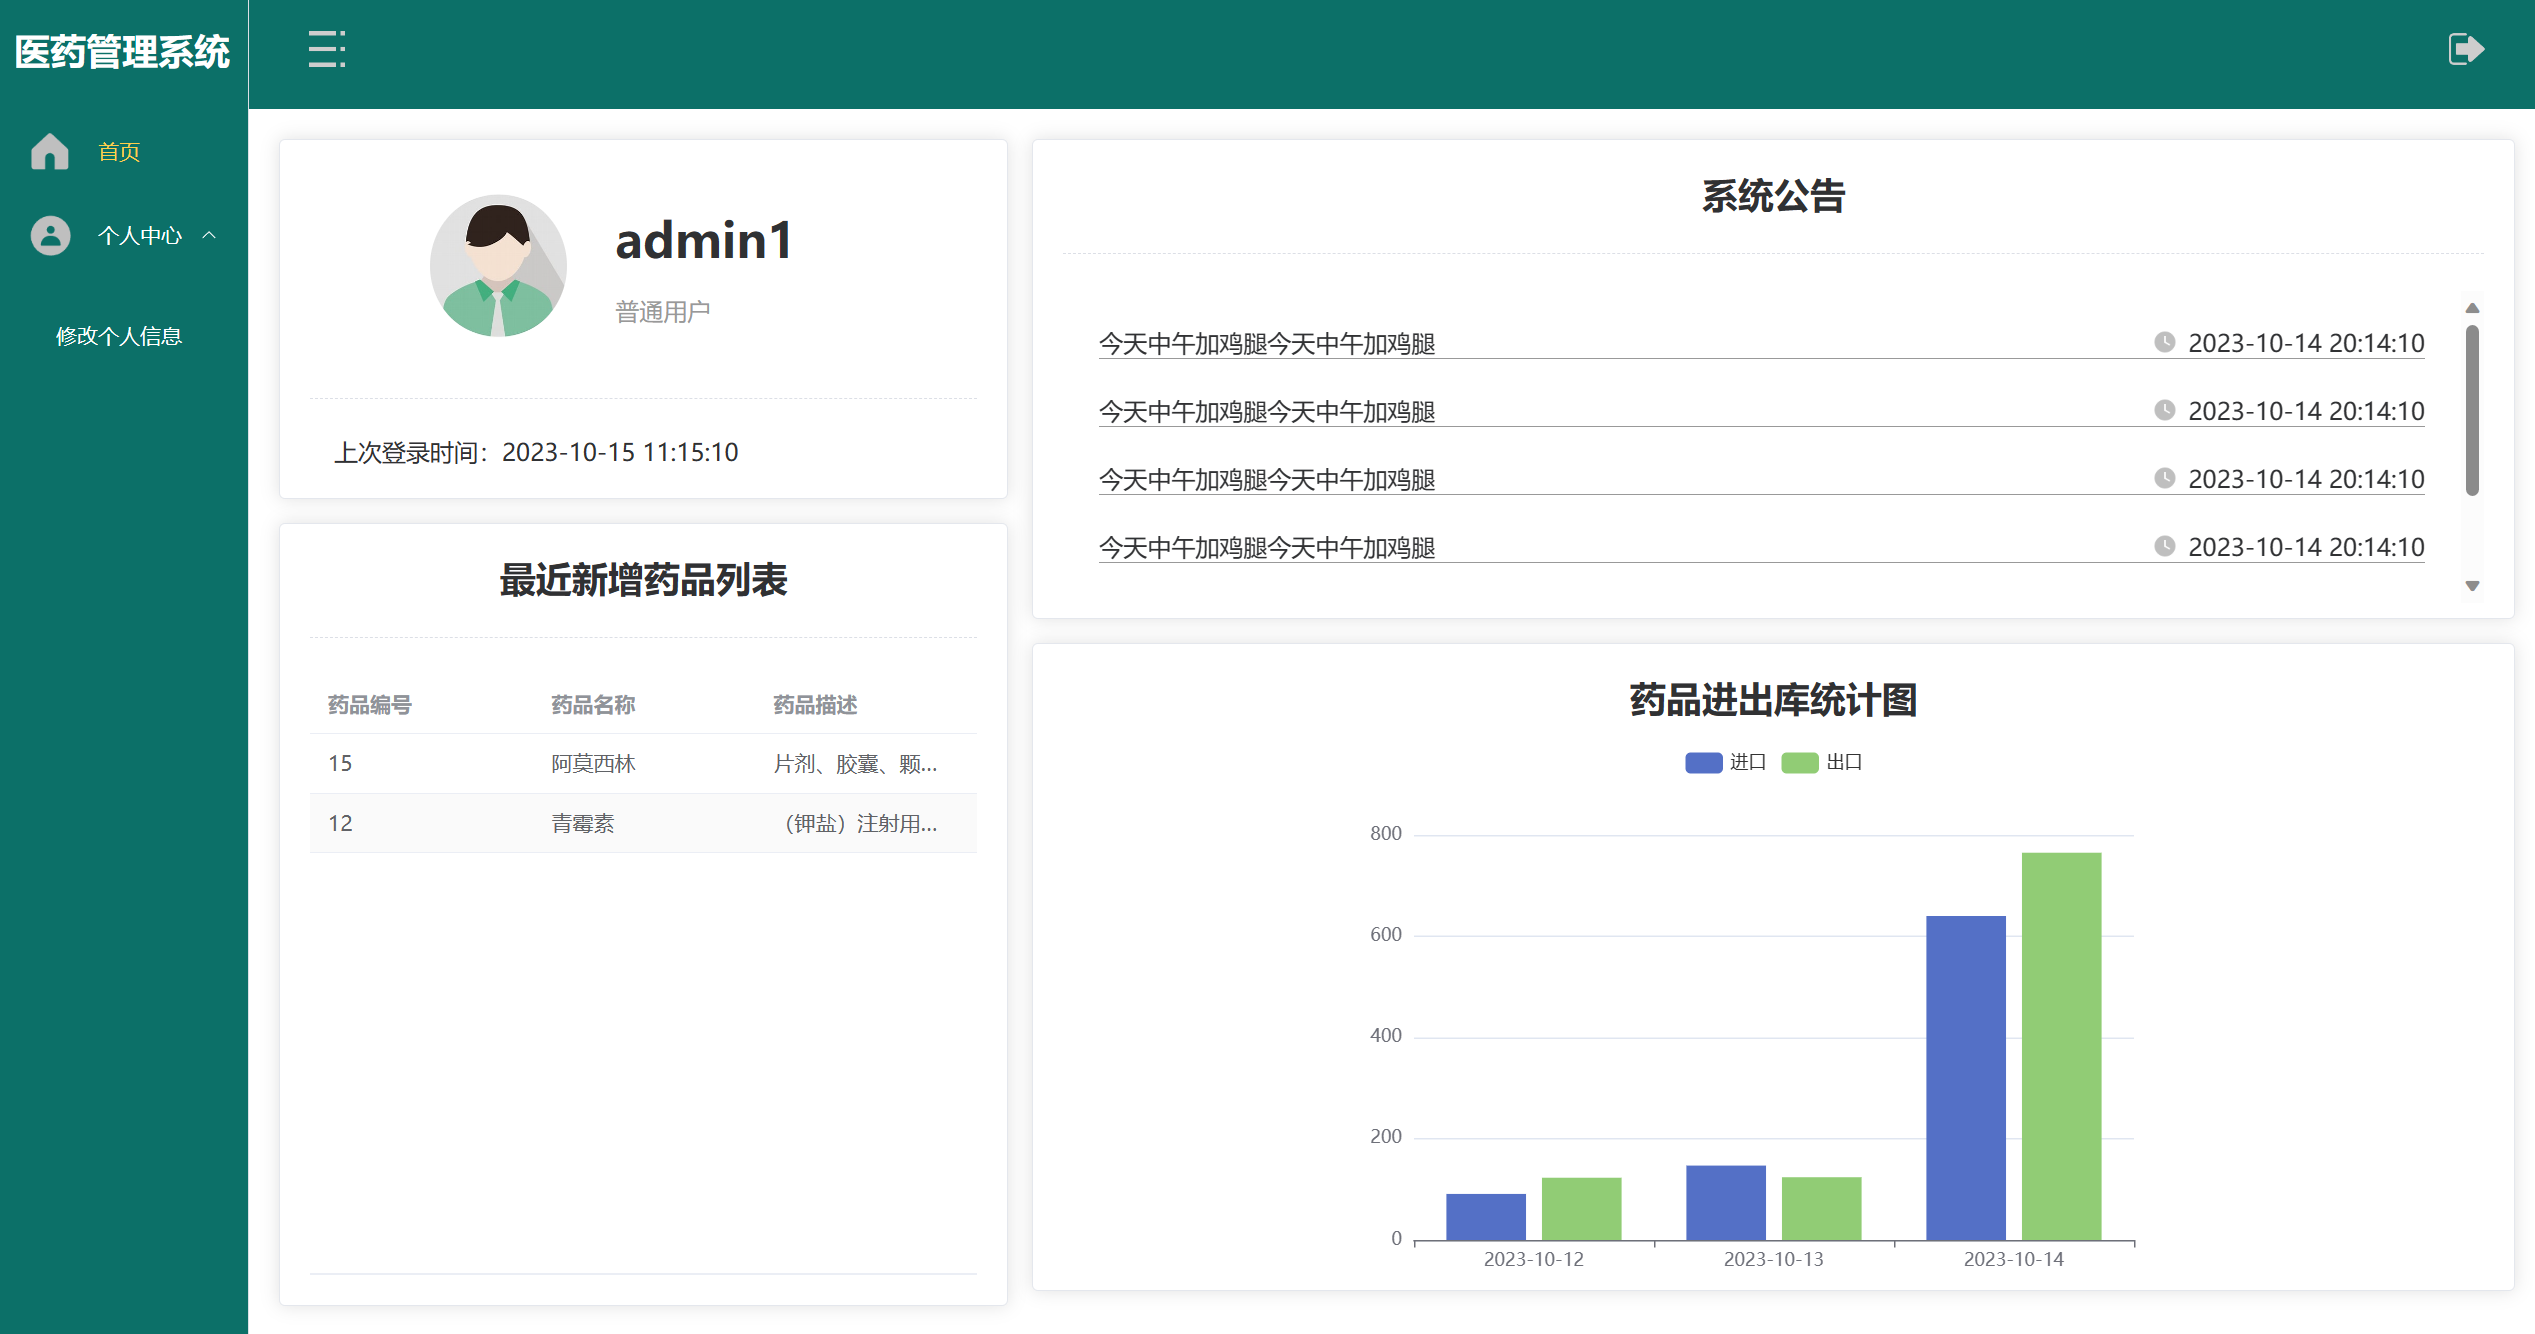 医药管理系统
首页
个人中心
修改个人信息
admin1
普通用户
上次登录时间：2023-10-15 11:15:10
最近新增药品列表
药品编号 药品名称 药品描述
15 阿莫西林 片剂、胶囊、颗...
12 青霉素 （钾盐）注射用...
系统公告
今天中午加鸡腿今天中午加鸡腿 2023-10-14 20:14:10
今天中午加鸡腿今天中午加鸡腿 2023-10-14 20:14:10
今天中午加鸡腿今天中午加鸡腿 2023-10-14 20:14:10
今天中午加鸡腿今天中午加鸡腿 2023-10-14 20:14:10
药品进出库统计图
进口 出口
800
600
400
200
0
2023-10-12 2023-10-13 2023-10-14